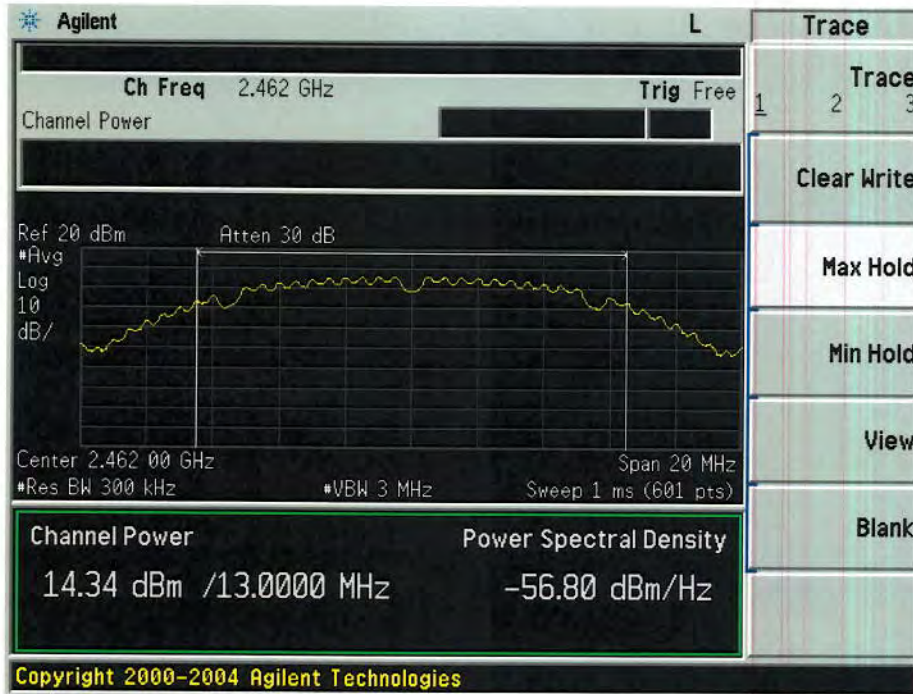 Agilent L Trace
Ch Freq 2.462 GHz Trig Free
Channel Power
Trace
1 2 3
Clear Write
Max Hold
Min Hold
View
Blank
Ref 20 dBm Atten 30 dB
#Avg
Log
10
dB/
Center 2.462 00 GHz Span 20 MHz
#Res BW 300 kHz #VBW 3 MHz Sweep 1 ms (601 pts)
Channel Power Power Spectral Density
14.34 dBm /13.0000 MHz -56.80 dBm/Hz
Copyright 2000-2004 Agilent Technologies